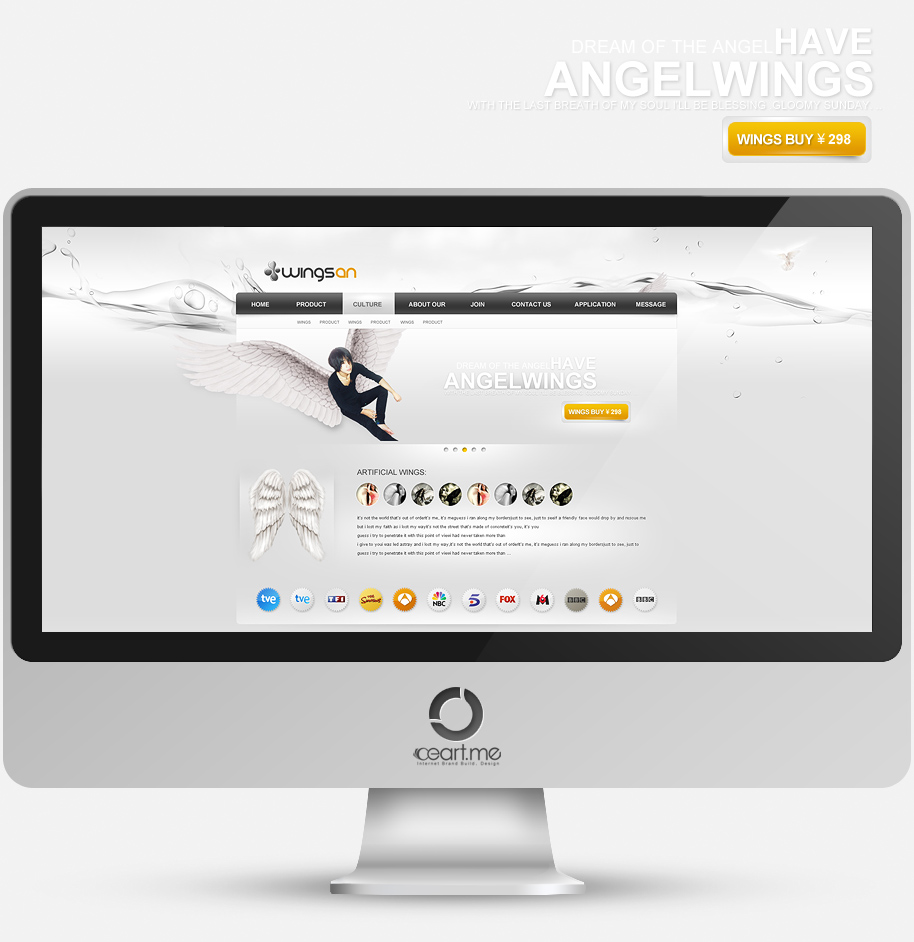 DREAM OF THE ANGEL HAVE
ANGELWINGS
WITH THE LAST BREATH OF MY SOUL I'LL BE BLESSING GLOOMY SUNDAY...
WINGS BUY ¥ 298
wingsan
HOME PRODUCT CULTURE ABOUT OUR JOIN CONTACT US APPLICATION MESSAGE
WINGS PRODUCT WINGS PRODUCT WINGS PRODUCT
DREAM OF THE ANGEL HAVE
ANGELWINGS
WINGS BUY ¥ 298
ARTIFICIAL WINGS:
it's not the world that's out of orderit's me, it's meguess i ran along my bordersjust to see, just to seeif a friendly face would drop by and rescue me
but i lost my faith as i lost my wayit's not the street that's made of concreteit's you, it's you
guess i try to penetrate it with this point of viewi had never taken more than
i give to youi was led astray and i lost my way,it's not the world that's out of orderit's me, it's meguess i ran along my bordersjust to see, just to
guess i try to penetrate it with this point of viewi had never taken more than ...
tve tve TF1 THE SIMPSONS NBC 5 FOX M BBC BBC
iceart.me
Internet Brand Build, Design